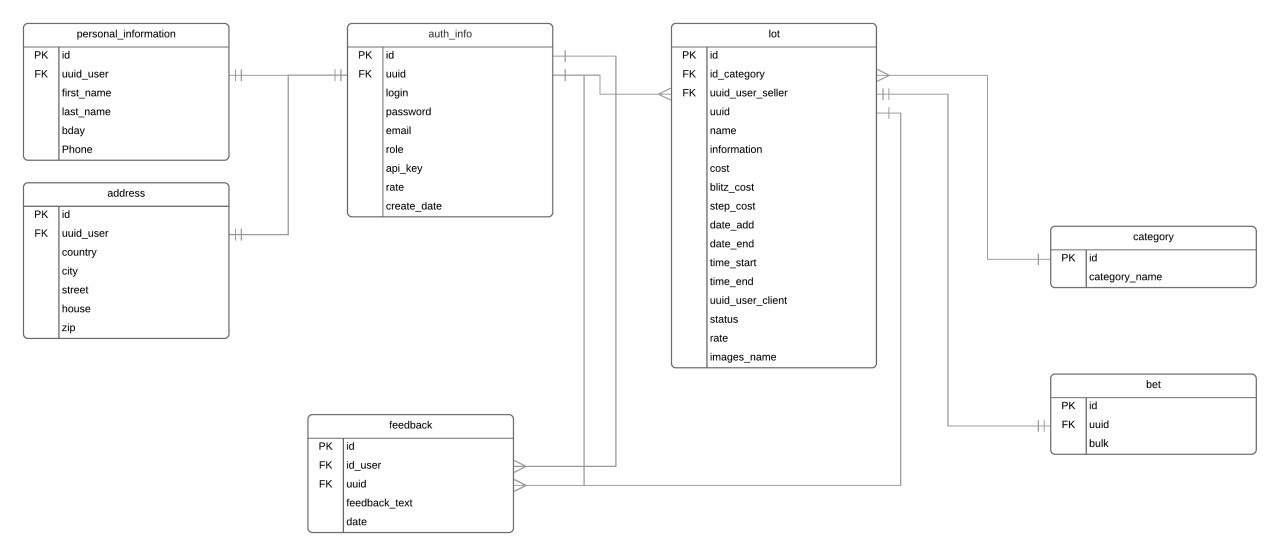 personal_information
PK id
FK uuid_user
first_name
last_name
bday
Phone
address
PK id
FK uuid_user
country
city
street
house
zip
auth_info
PK id
FK uuid
login
password
email
role
api_key
rate
create_date
feedback
PK id
FK id_user
FK uuid
feedback_text
date
lot
PK id
FK id_category
FK uuid_user_seller
uuid
name
information
cost
blitz_cost
step_cost
date_add
date_end
time_start
time_end
uuid_user_client
status
rate
images_name
category
PK id
category_name
bet
PK id
FK uuid
bulk